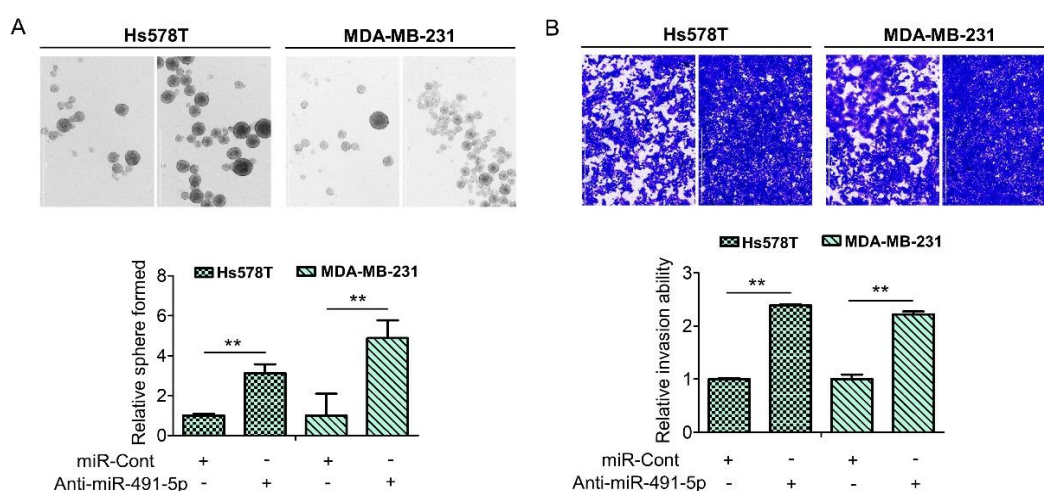 A
Hs578T
MDA-MB-231
Hs578T
MDA-MB-231
Relative sphere formed
8
6
4
2
0
**
**
miR-Cont + - + -
Anti-miR-491-5p - + - +
B
Hs578T
MDA-MB-231
Hs578T
MDA-MB-231
Relative invasion ability
3
2
1
0
**
**
miR-Cont + - + -
Anti-miR-491-5p - + - +